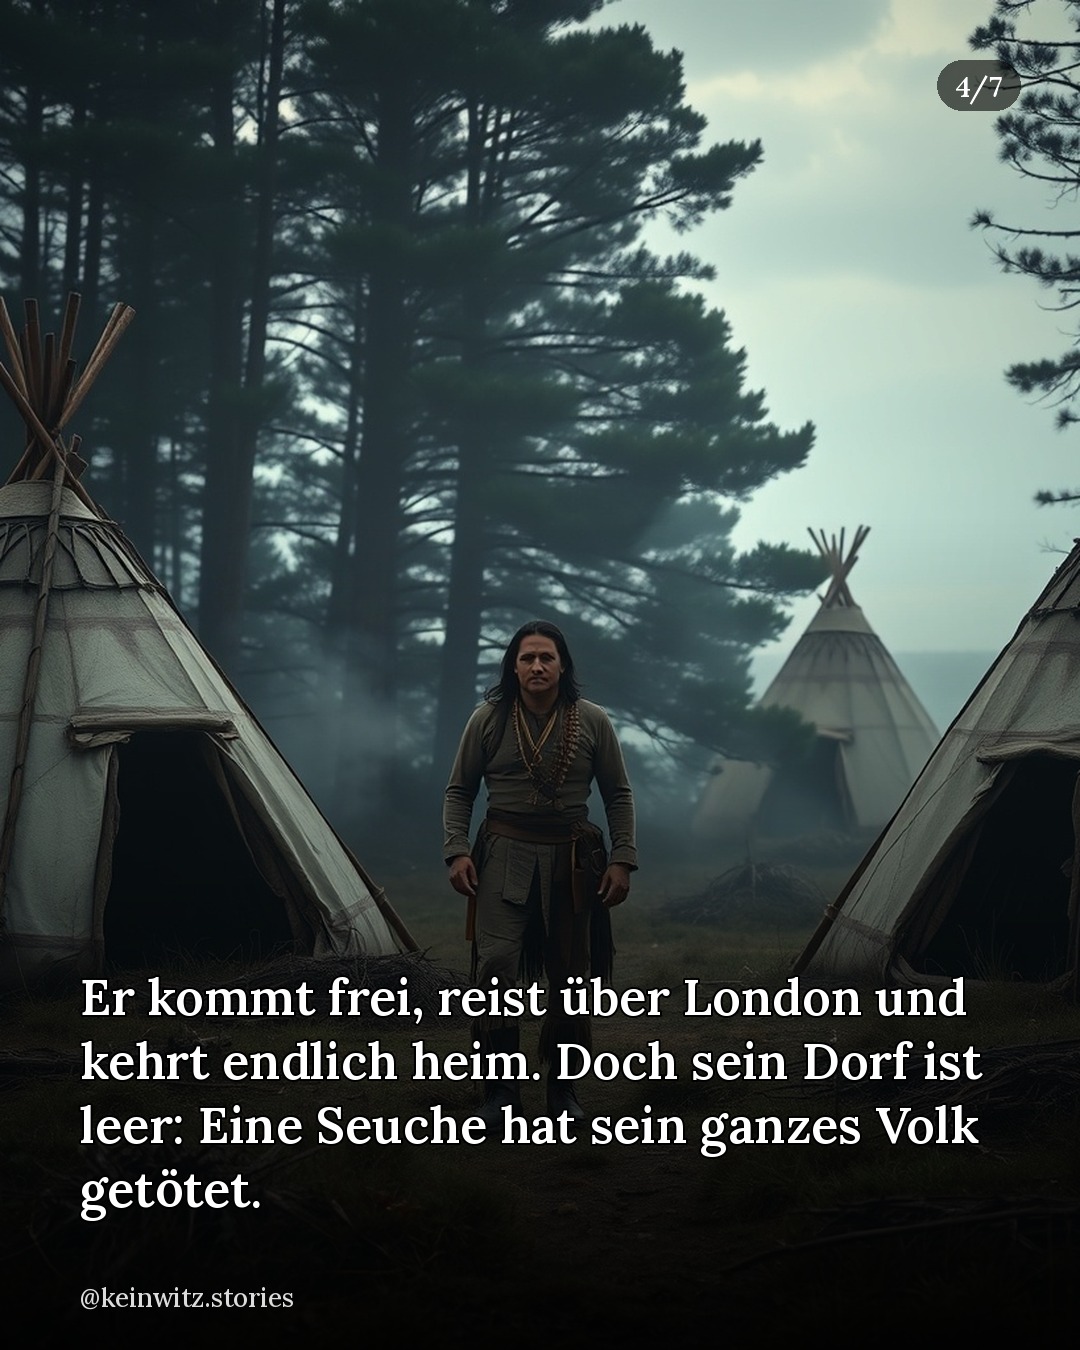 4/7
Er kommt frei, reist über London und
kehrt endlich heim. Doch sein Dorf ist
leer: Eine Seuche hat sein ganzes Volk
getötet.
@keinwitz.stories